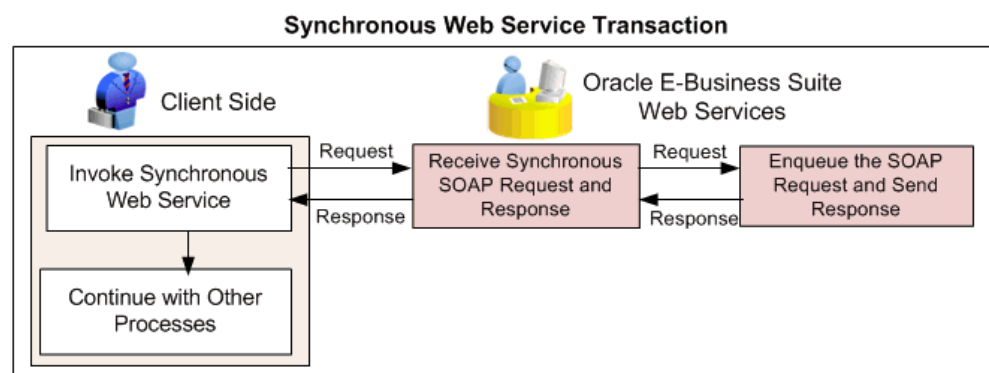 Synchronous Web Service Transaction
Client Side
Oracle E-Business Suite
Web Services
Invoke Synchronous
Web Service
Request
Response
Receive Synchronous
SOAP Request and
Response
Request
Response
Enqueue the SOAP
Request and Send
Response
Continue with Other
Processes